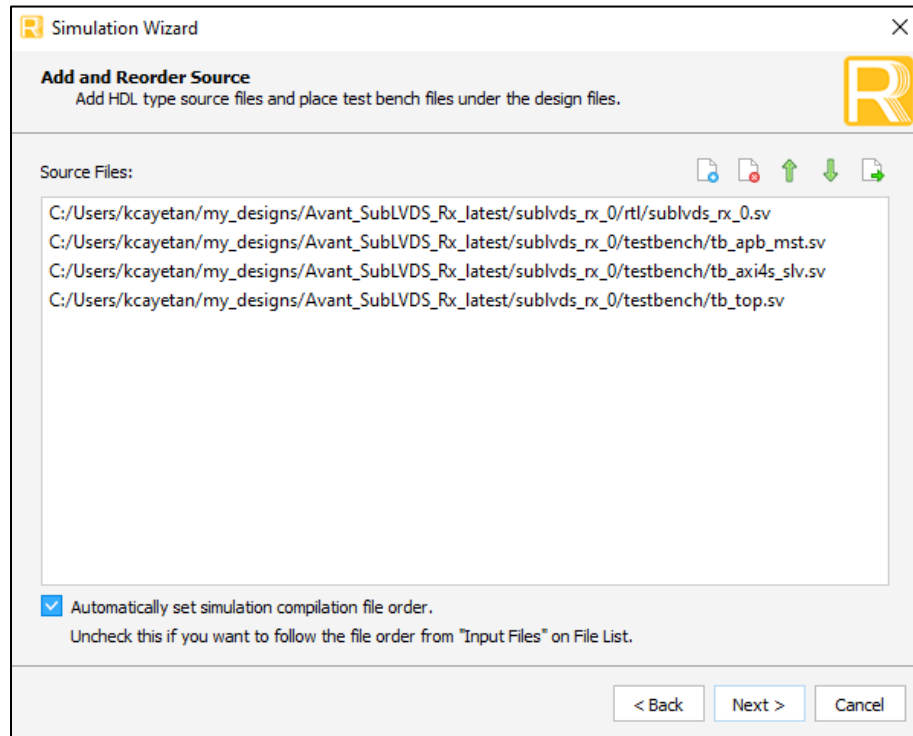 Simulation Wizard
Add and Reorder Source
Add HDL type source files and place test bench files under the design files.
Source Files:
C:/Users/kcayetan/my_designs/Avant_SubLVDS_Rx_latest/sublvds_rx_0/rtl/sublvds_rx_0.sv
C:/Users/kcayetan/my_designs/Avant_SubLVDS_Rx_latest/sublvds_rx_0/testbench/tb_apb_mst.sv
C:/Users/kcayetan/my_designs/Avant_SubLVDS_Rx_latest/sublvds_rx_0/testbench/tb_axi4s_slv.sv
C:/Users/kcayetan/my_designs/Avant_SubLVDS_Rx_latest/sublvds_rx_0/testbench/tb_top.sv
Automatically set simulation compilation file order.
Uncheck this if you want to follow the file order from "Input Files" on File List.
< Back Next > Cancel